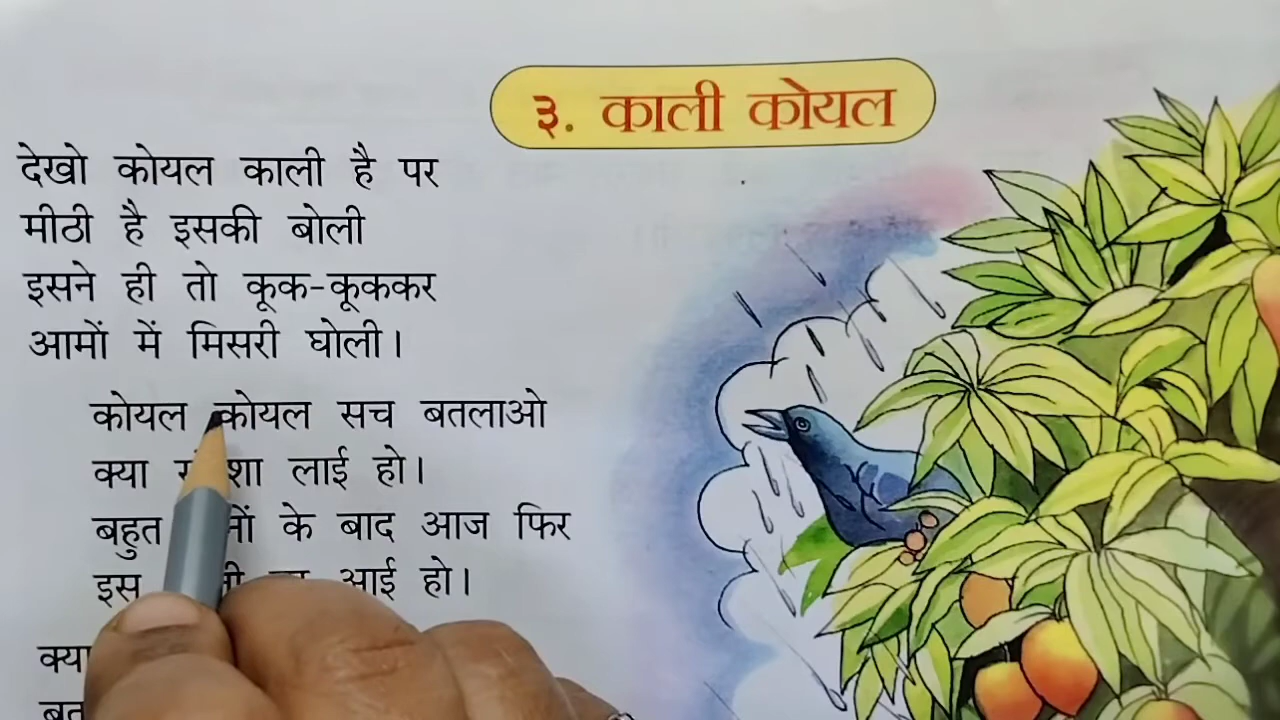 ३. काली कोयल
देखो कोयल काली है पर
मीठी है इसकी बोली
इसने ही तो कूक-कूककर
आमों में मिसरी घोली।
कोयल कोयल सच बतलाओ
क्या लाई हो।
बहुत के बाद आज फिर
इस आई हो।
क्या